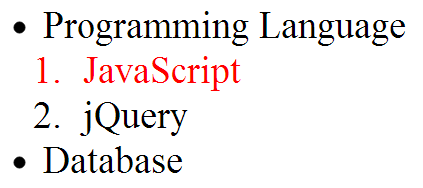 • Programming Language
1. JavaScript
2. jQuery
• Database